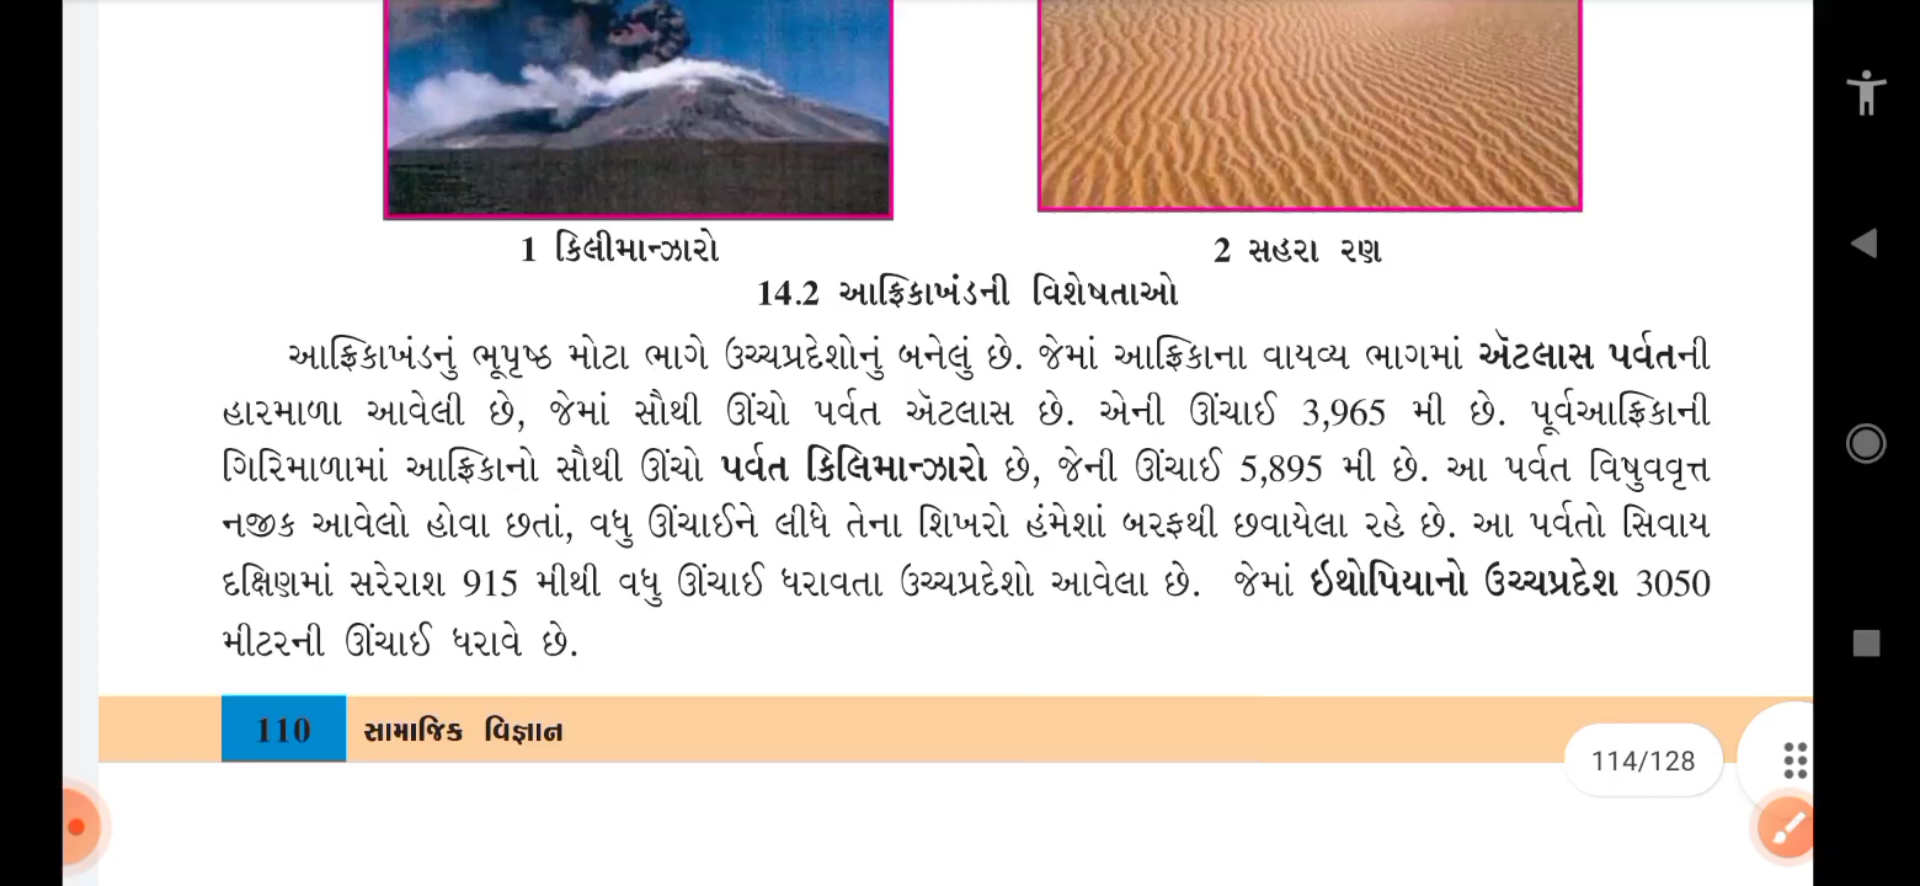 1 કિલીમાન્ઝારો
2 સહરા રણ
14.2 આફ્રિકાખંડની વિશેષતાઓ
આફ્રિકાખંડનું ભૂપૃષ્ઠ મોટા ભાગે ઉચ્ચપ્રદેશોનું બનેલું છે. જેમાં આફ્રિકાના વાયવ્ય ભાગમાં ઍટલાસ પર્વતની
હારમાળા આવેલી છે, જેમાં સૌથી ઊંચો પર્વત ઍટલાસ છે. એની ઊંચાઈ 3,965 મી છે. પૂર્વઆફ્રિકાની
ગિરિમાળામાં આફ્રિકાનો સૌથી ઊંચો પર્વત કિલિમાન્ઝારો છે, જેની ઊંચાઈ 5,895 મી છે. આ પર્વત વિષુવવૃત્ત
નજીક આવેલો હોવા છતાં, વધુ ઊંચાઈને લીધે તેના શિખરો હંમેશાં બરફથી છવાયેલા રહે છે. આ પર્વતો સિવાય
દક્ષિણમાં સરેરાશ 915 મીથી વધુ ઊંચાઈ ધરાવતા ઉચ્ચપ્રદેશો આવેલા છે. જેમાં ઇથોપિયાનો ઉચ્ચપ્રદેશ 3050
મીટરની ઊંચાઈ ધરાવે છે.
110 સામાજિક વિજ્ઞાન
114/128